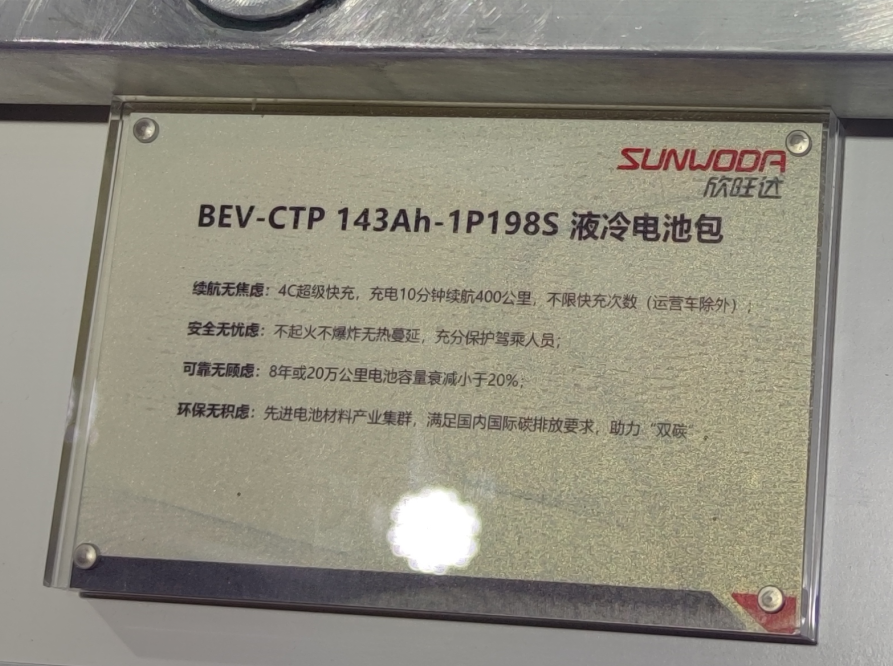 SUNWODA
欣旺达
BEV-CTP 143Ah-1P198S 液冷电池包
续航无焦虑：4C超级快充，充电10分钟续航400公里，不限快充次数（运营车除外）；
安全无忧虑：不起火不爆炸无热蔓延，充分保护驾乘人员；
可靠无顾虑：8年或20万公里电池容量衰减小于20%；
环保无积虑：先进电池材料产业集群，满足国内国际碳排放要求，助力“双碳”。